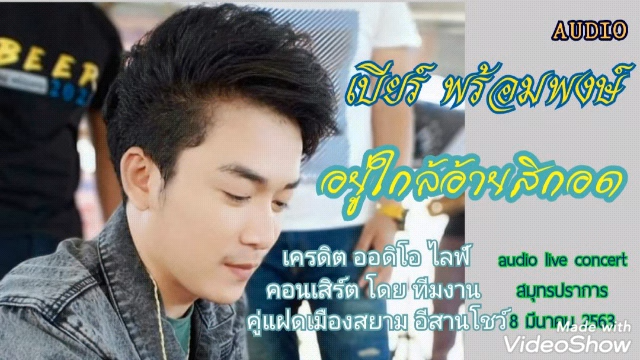 AUDIO
BEER
202
เบียร์ พร้อมพงษ์
อยู่ใกล้อ้ายสิกอด
เครดิต ออดิโอ ไลฟ์
คอนเสิร์ต โดย ทีมงาน
คู่แฝดเมืองสยาม อีสานโชว์
audio live concert
สมุทรปราการ
8 มีนาคม 2563
Made with
VideoShow